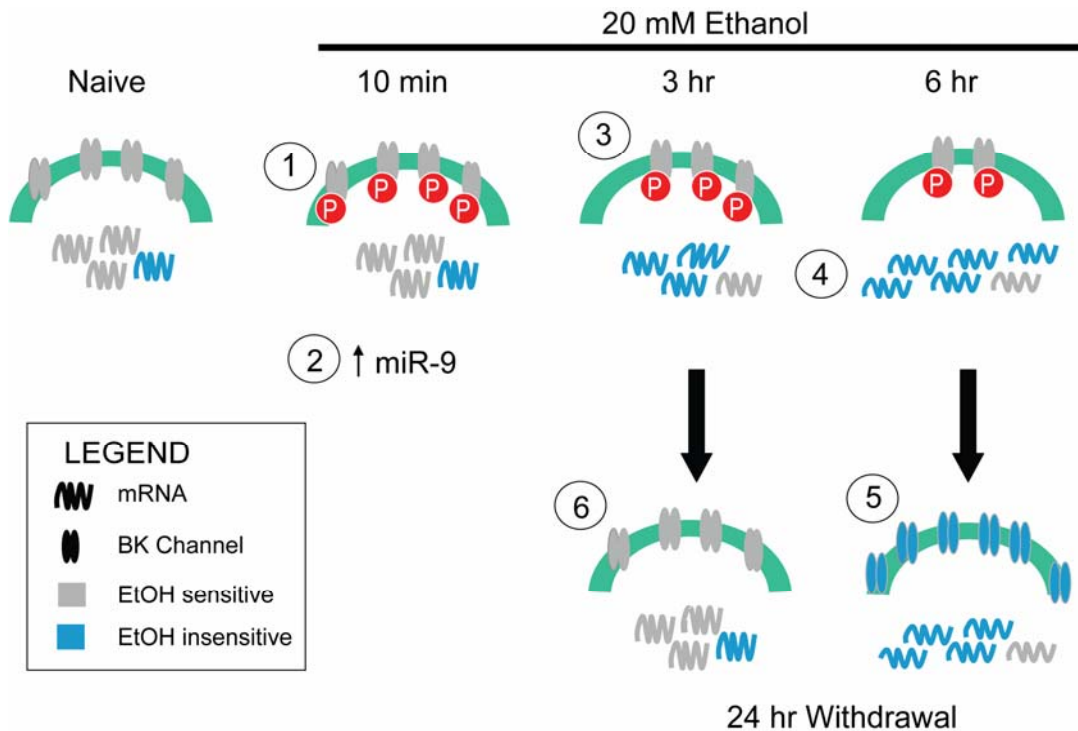 20 mM Ethanol
Naive
10 min
3 hr
6 hr
1
3
P P P P
P P P
P P
4
2 ↑ miR-9
LEGEND
mRNA
BK Channel
EtOH sensitive
EtOH insensitive
6
5
24 hr Withdrawal